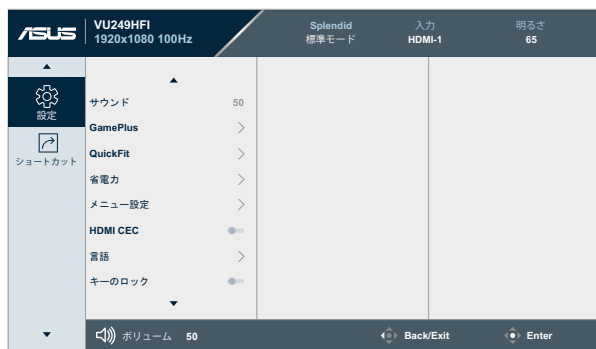 ASUS
VU249HFI
1920x1080 100Hz
Splendid
標準モード
入力
HDMI-1
明るさ
65
設定
ショートカット
サウンド 50
GamePlus
QuickFit
省電力
メニュー設定
HDMI CEC
言語
キーのロック
ボリューム 50
Back/Exit
Enter